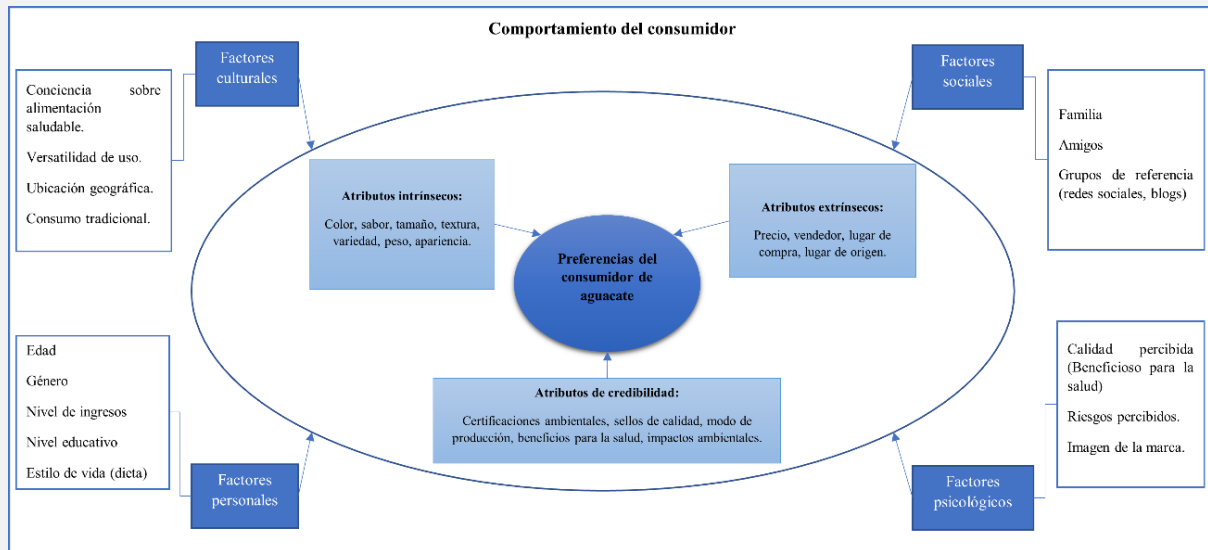 Comportamiento del consumidor
Factores
culturales
Conciencia sobre
alimentación
saludable.
Versatilidad de uso.
Ubicación geográfica.
Consumo tradicional.
Factores
sociales
Familia
Amigos
Grupos de referencia
(redes sociales, blogs)
Atributos intrínsecos:
Color, sabor, tamaño, textura,
variedad, peso, apariencia.
Atributos extrínsecos:
Precio, vendedor, lugar de
compra, lugar de origen.
Preferencias del
consumidor de
aguacate
Atributos de credibilidad:
Certificaciones ambientales, sellos de calidad, modo de
producción, beneficios para la salud, impactos ambientales.
Edad
Género
Nivel de ingresos
Nivel educativo
Estilo de vida (dieta)
Factores
personales
Calidad percibida
(Beneficioso para la
salud)
Riesgos percibidos.
Imagen de la marca.
Factores
psicológicos